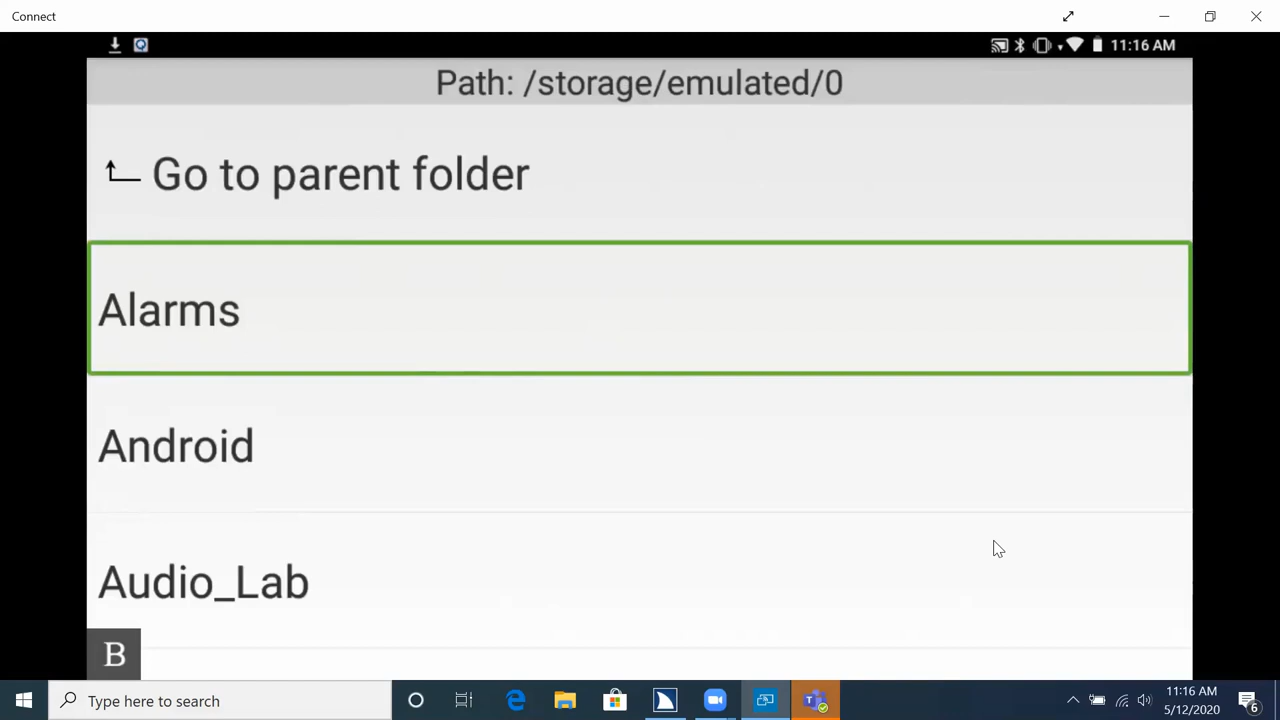 Connect
11:16 AM
Path: /storage/emulated/0
Go to parent folder
Alarms
Android
Audio_Lab
B
Type here to search
11:16 AM
5/12/2020
6